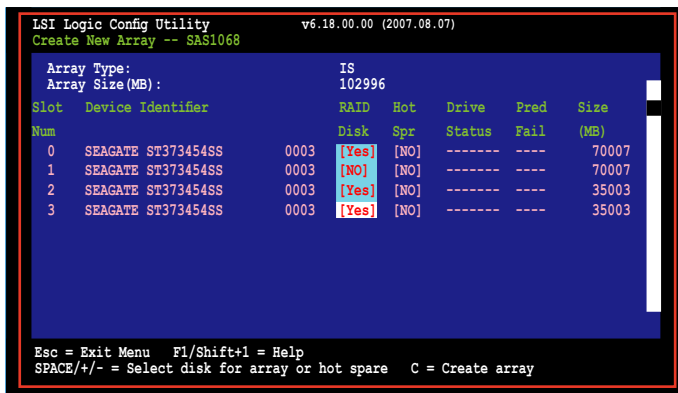 LSI Logic Config Utility v6.18.00.00 (2007.08.07)
Create New Array -- SAS1068
Array Type: IS
Array Size(MB): 102996
Slot Device Identifier RAID Hot Drive Pred Size
Num Disk Spr Status Fail (MB)
0 SEAGATE ST373454SS 0003 [Yes] [NO] ------- ---- 70007
1 SEAGATE ST373454SS 0003 [NO] [NO] ------- ---- 70007
2 SEAGATE ST373454SS 0003 [Yes] [NO] ------- ---- 35003
3 SEAGATE ST373454SS 0003 [Yes] [NO] ------- ---- 35003
Esc = Exit Menu F1/Shift+1 = Help
SPACE/+/- = Select disk for array or hot spare C = Create array